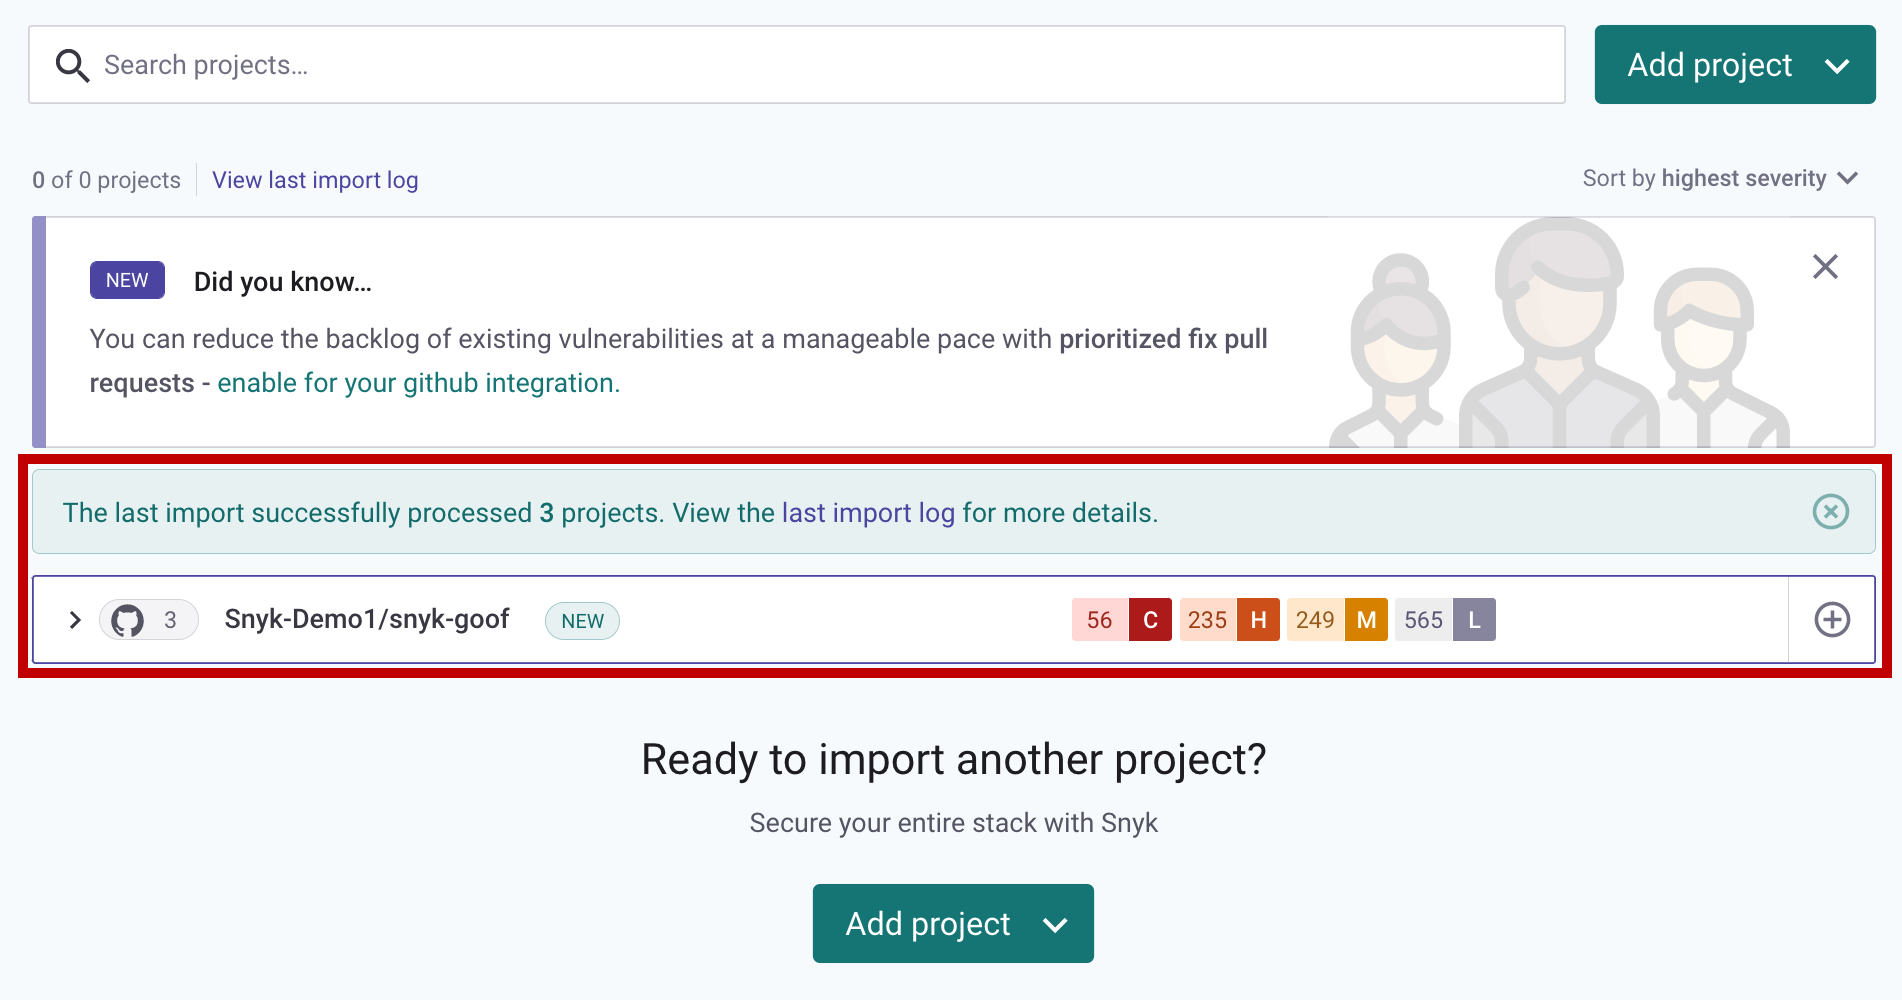 Search projects...
Add project
0 of 0 projects
View last import log
Sort by highest severity
NEW
Did you know...
You can reduce the backlog of existing vulnerabilities at a manageable pace with prioritized fix pull
requests - enable for your github integration.
The last import successfully processed 3 projects. View the last import log for more details.
3 Snyk-Demo1/snyk-goof NEW 56 C 235 H 249 M 565 L
Ready to import another project?
Secure your entire stack with Snyk
Add project